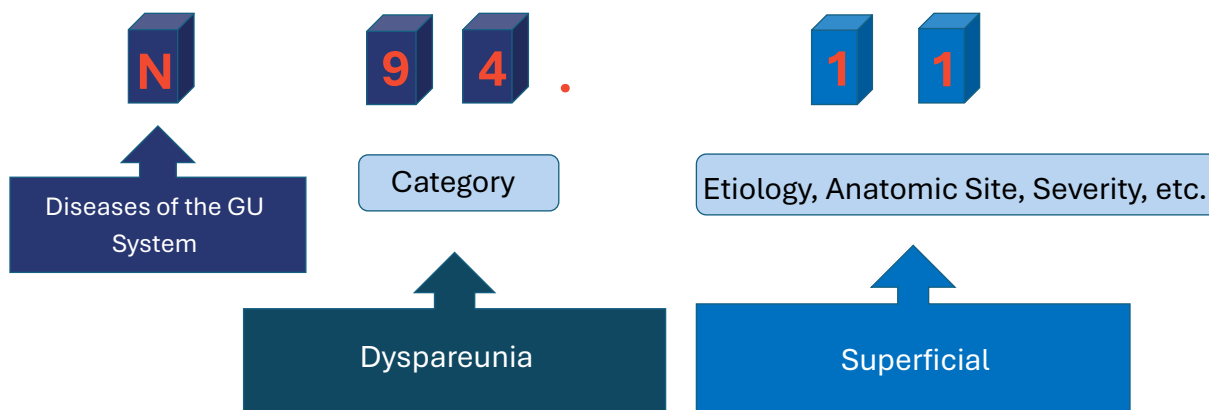 N 9 4 . 1 1
Category
Etiology, Anatomic Site, Severity, etc.
Diseases of the GU
System
Dyspareunia
Superficial